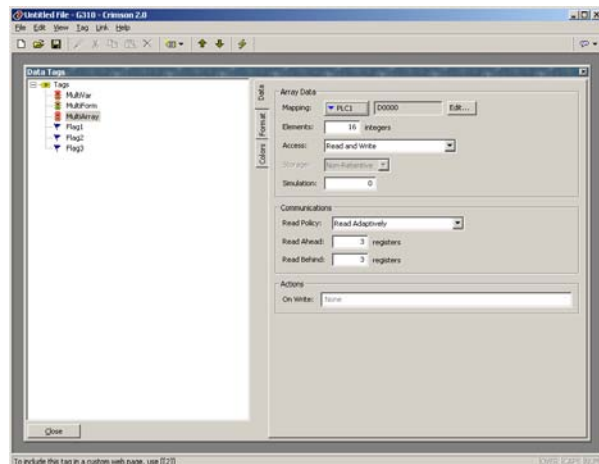 Untitled File - G310 - Crimson 2.0
File Edit View Tag Link Help
Data Tags
Tags
MultiVar
MultiForm
MultiArray
Flag1
Flag2
Flag3
Data
Format
Colors
Array Data
Mapping: PLC1 D0000 Edit...
Elements: 16 integers
Access: Read and Write
Storage: Non-Retentive
Simulation: 0
Communications
Read Policy: Read Adaptively
Read Ahead: 3 registers
Read Behind: 3 registers
Actions
On Write: None
Close
To include this tag in a custom web page, use [[2]]